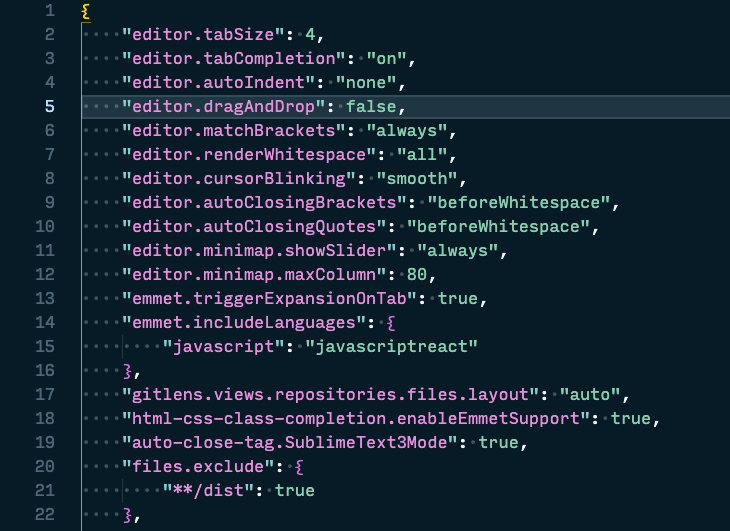 1 {
2 ····"editor.tabSize":·4,
3 ····"editor.tabCompletion":·"on",
4 ····"editor.autoIndent":·"none",
5 ····"editor.dragAndDrop":·false,
6 ····"editor.matchBrackets":·"always",
7 ····"editor.renderWhitespace":·"all",
8 ····"editor.cursorBlinking":·"smooth",
9 ····"editor.autoClosingBrackets":·"beforeWhitespace",
10 ····"editor.autoClosingQuotes":·"beforeWhitespace",
11 ····"editor.minimap.showSlider":·"always",
12 ····"editor.minimap.maxColumn":·80,
13 ····"emmet.triggerExpansionOnTab":·true,
14 ····"emmet.includeLanguages":·{
15 ········"javascript":·"javascriptreact"
16 ····},
17 ····"gitlens.views.repositories.files.layout":·"auto",
18 ····"html-css-class-completion.enableEmmetSupport":·true,
19 ····"auto-close-tag.SublimeText3Mode":·true,
20 ····"files.exclude":·{
21 ········"**/dist":·true
22 ····},